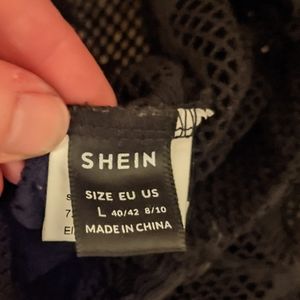 SHEIN
SIZE EU US
L 40/42 8/10
MADE IN CHINA